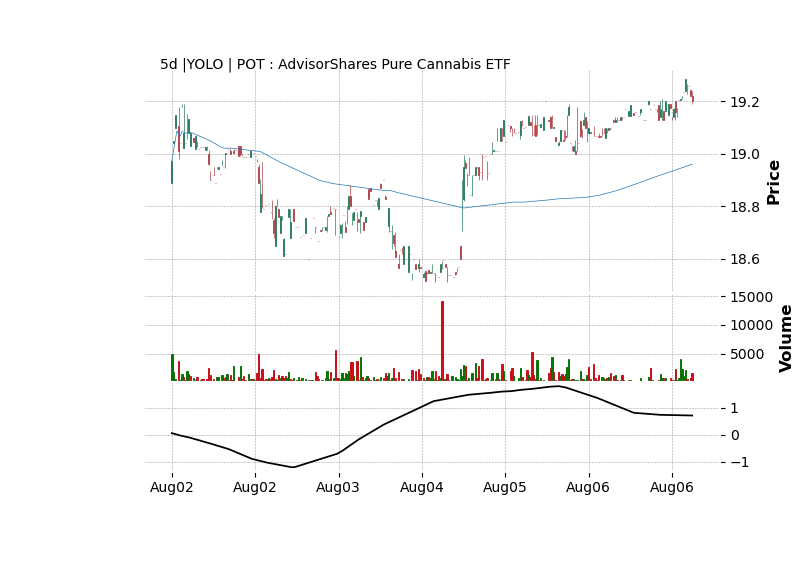 5d |YOLO | POT : AdvisorShares Pure Cannabis ETF
19.2
19.0
18.8
18.6
Price
15000
10000
5000
Volume
1
0
−1
Aug02 Aug02 Aug03 Aug04 Aug05 Aug06 Aug06